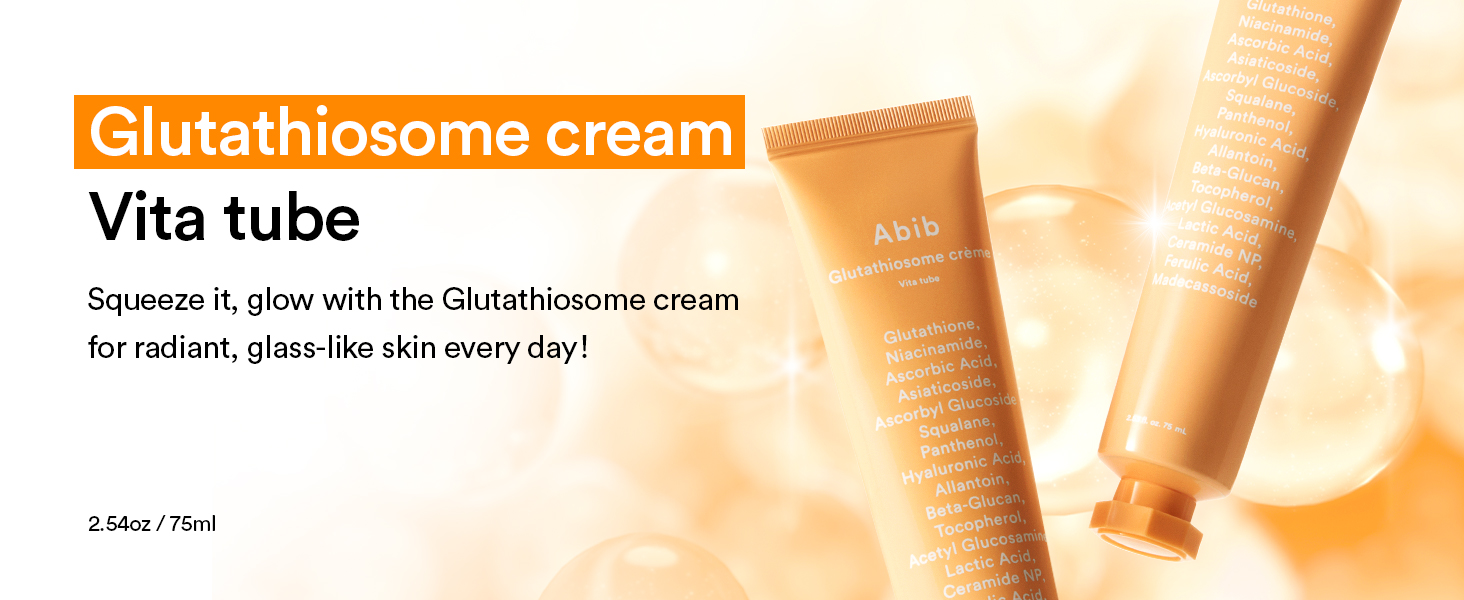 Glutathiosome cream
Vita tube
Squeeze it, glow with the Glutathiosome cream
for radiant, glass-like skin every day!
2.54oz / 75ml
Abib
Glutathiosome crème
Vita tube
Glutathione,
Niacinamide,
Ascorbic Acid,
Asiaticoside,
Ascorbyl Glucoside,
Squalane,
Panthenol,
Hyaluronic Acid,
Allantoin,
Beta-Glucan,
Tocopherol,
Acetyl Glucosamine,
Lactic Acid,
Ceramide NP,
Acid,
Glutathione,
Niacinamide,
Ascorbic Acid,
Asiaticoside,
Ascorbyl Glucoside,
Squalane,
Panthenol,
Hyaluronic Acid,
Allantoin,
Beta-Glucan,
Tocopherol,
Acetyl Glucosamine,
Lactic Acid,
Ceramide NP,
Ferulic Acid,
Madecassoside
oz. 75 mL